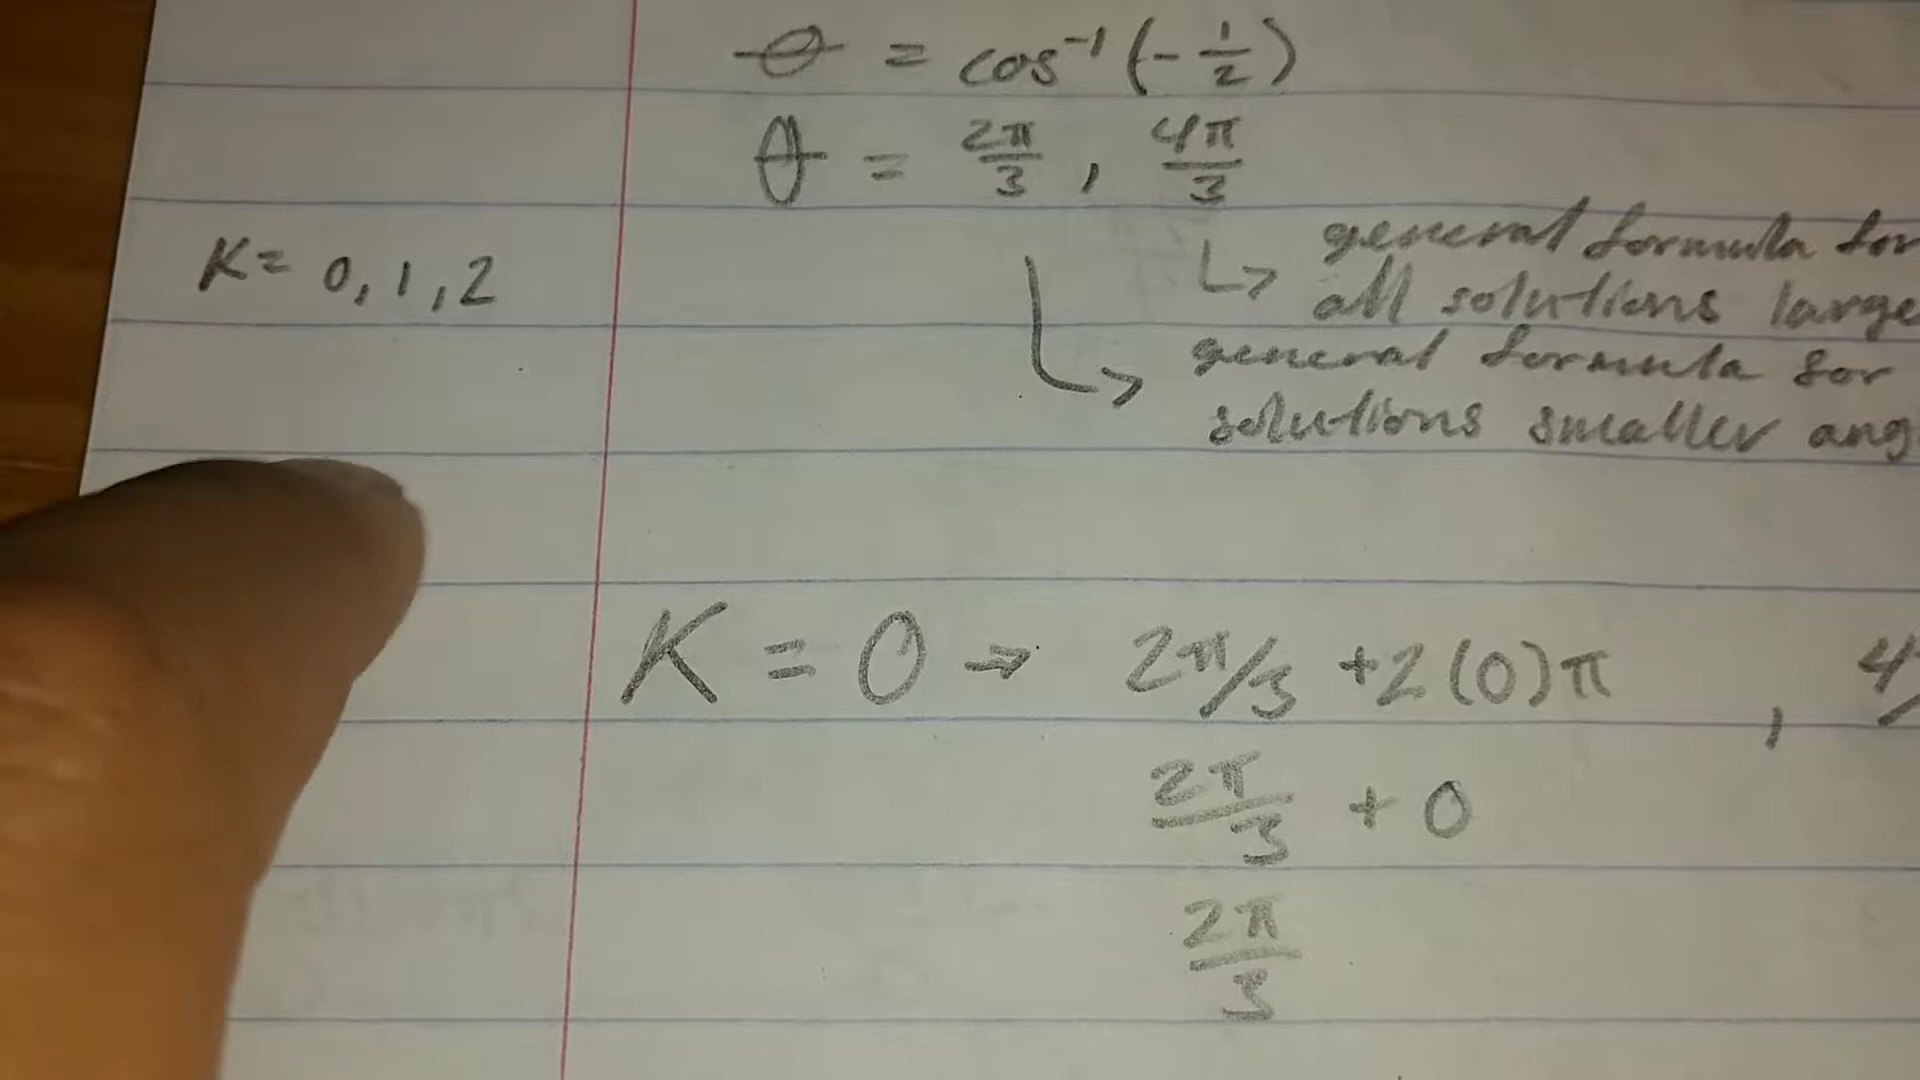 θ = cos⁻¹(-1/2)
θ = 2π/3 , 4π/3
K = 0, 1, 2
↳ general formula for
all solutions large
↳ general formula for
solutions smaller ang
K = 0 → 2π/3 + 2(0)π , 4/
2π/3 + 0
2π/3